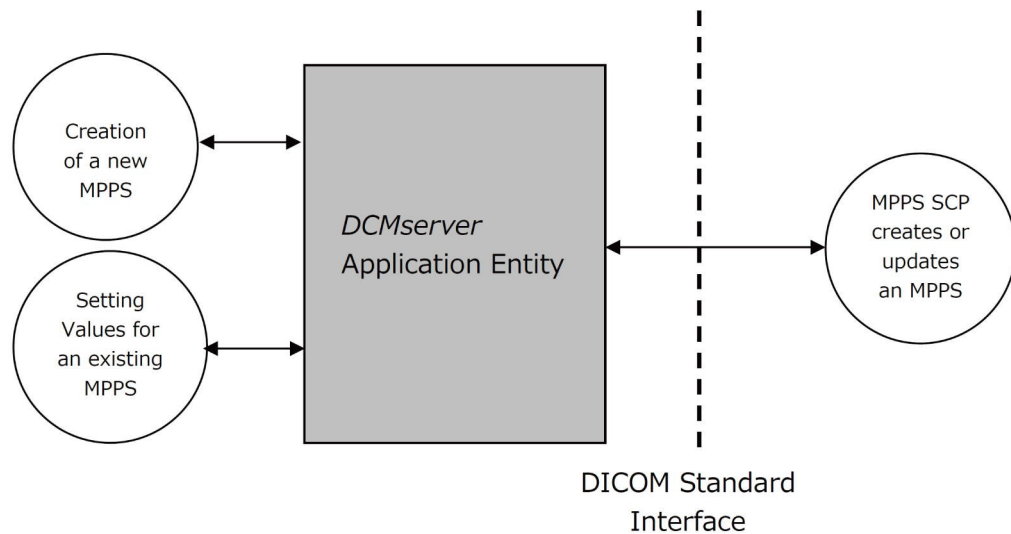 Creation
of a new
MPPS
Setting
Values for
an existing
MPPS
DCMserver
Application Entity
MPPS SCP
creates or
updates
an MPPS
DICOM Standard
Interface